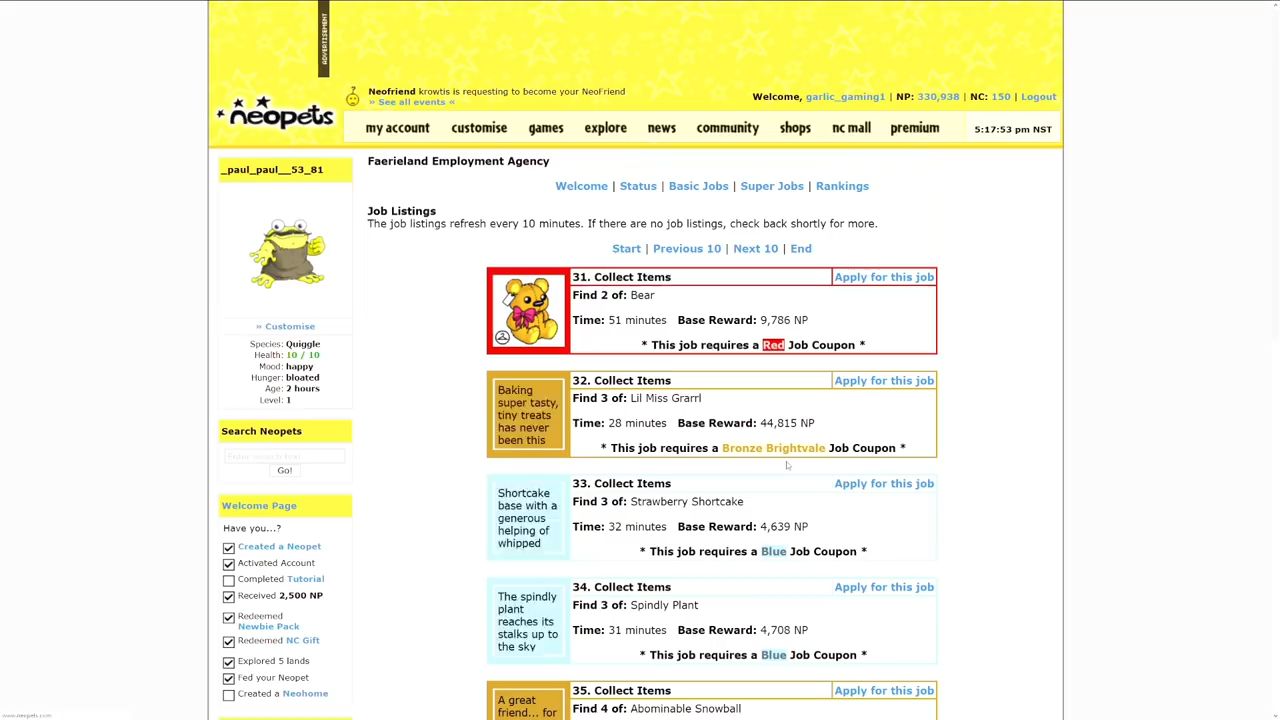 ADVERTISEMENT
Neofriend krowtis is requesting to become your NeoFriend
» See all events «
Welcome, garlic_gaming1 | NP: 330,938 | NC: 150 | Logout
neopets
my account customise games explore news community shops nc mall premium 5:17:53 pm NST
_paul_paul__53_81
» Customise
Species: Quiggle
Health: 10 / 10
Mood: happy
Hunger: bloated
Age: 2 hours
Level: 1
Search Neopets
Enter search text...
Go!
Welcome Page
Have you...?
Created a Neopet
Activated Account
Completed Tutorial
Received 2,500 NP
Redeemed
Newbie Pack
Redeemed NC Gift
Explored 5 lands
Fed your Neopet
Created a Neohome
Faerieland Employment Agency
Welcome | Status | Basic Jobs | Super Jobs | Rankings
Job Listings
The job listings refresh every 10 minutes. If there are no job listings, check back shortly for more.
Start | Previous 10 | Next 10 | End
31. Collect Items Apply for this job
Find 2 of: Bear
Time: 51 minutes Base Reward: 9,786 NP
* This job requires a Red Job Coupon *
Baking
super tasty,
tiny treats
has never
been this
32. Collect Items Apply for this job
Find 3 of: Lil Miss Grarrl
Time: 28 minutes Base Reward: 44,815 NP
* This job requires a Bronze Brightvale Job Coupon *
Shortcake
base with a
generous
helping of
whipped
33. Collect Items Apply for this job
Find 3 of: Strawberry Shortcake
Time: 32 minutes Base Reward: 4,639 NP
* This job requires a Blue Job Coupon *
The spindly
plant
reaches its
stalks up to
the sky
34. Collect Items Apply for this job
Find 3 of: Spindly Plant
Time: 31 minutes Base Reward: 4,708 NP
* This job requires a Blue Job Coupon *
A great
friend... for
35. Collect Items Apply for this job
Find 4 of: Abominable Snowball
www.neopets.com